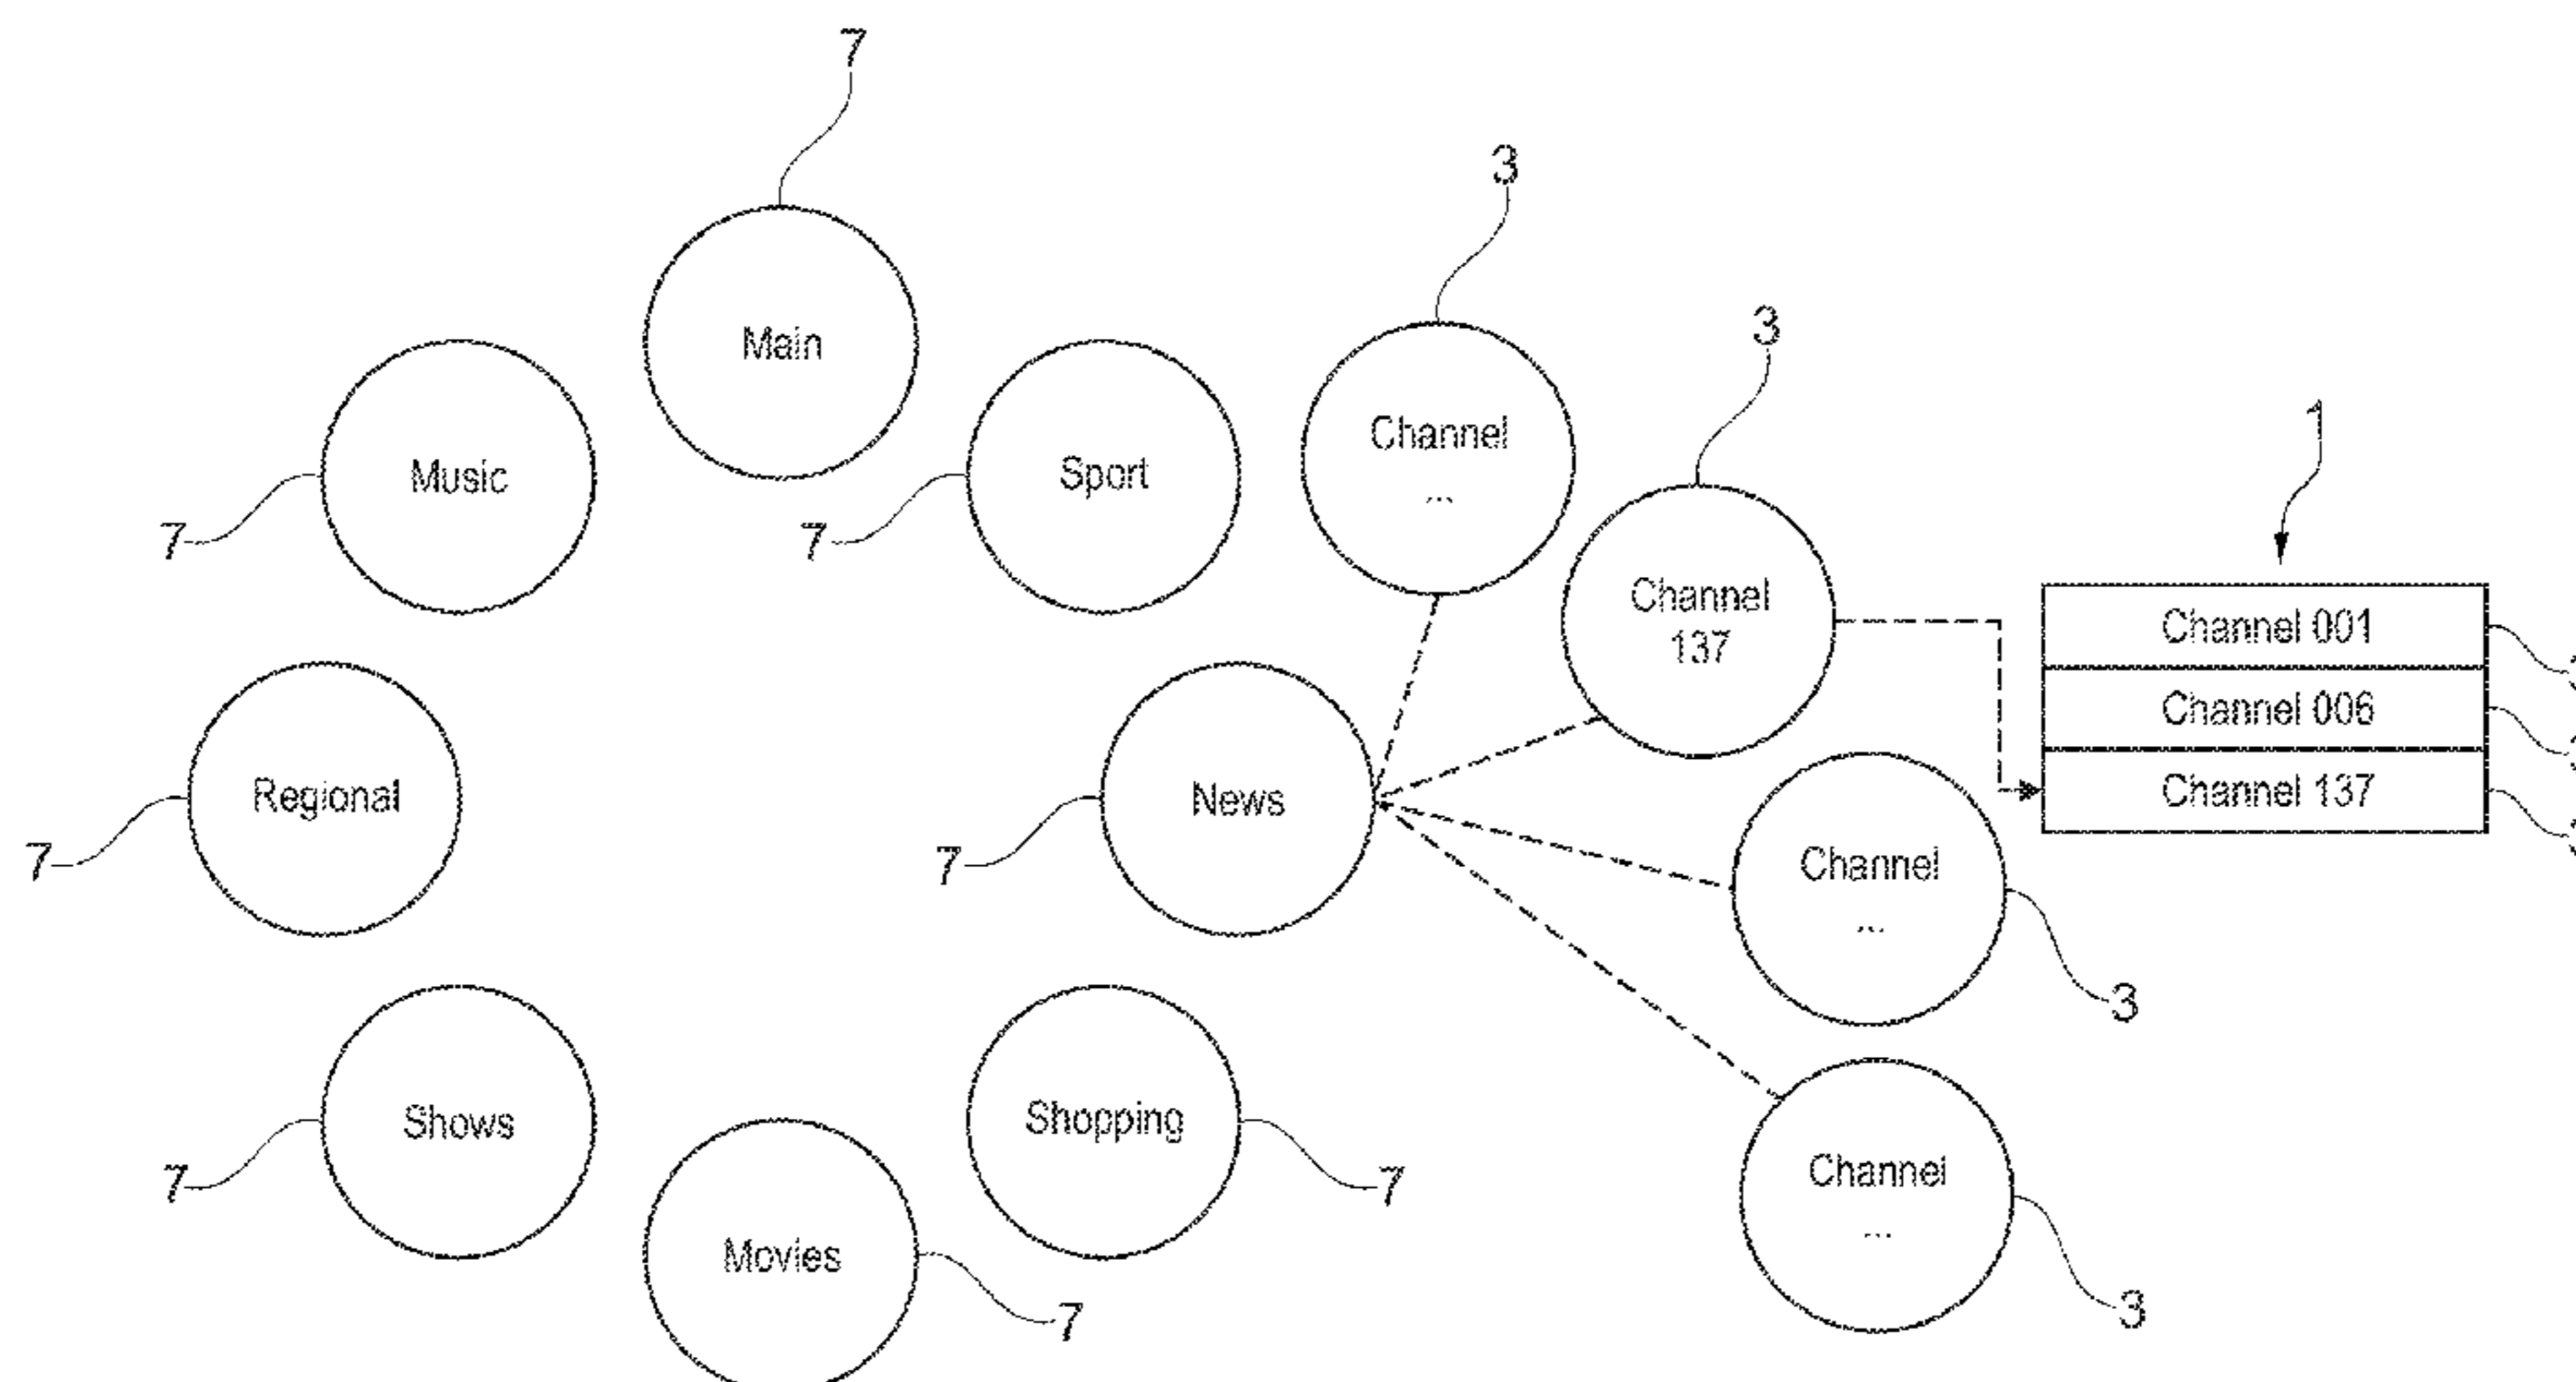 7
3
Main
3
Channel
...
1
Music
Sport
7
7
Channel
137
Channel 001
Channel 006
Channel 137
Regional
News
7
7
Channel
...
3
Shows
Shopping
7
7
Channel
...
Movies
7
3